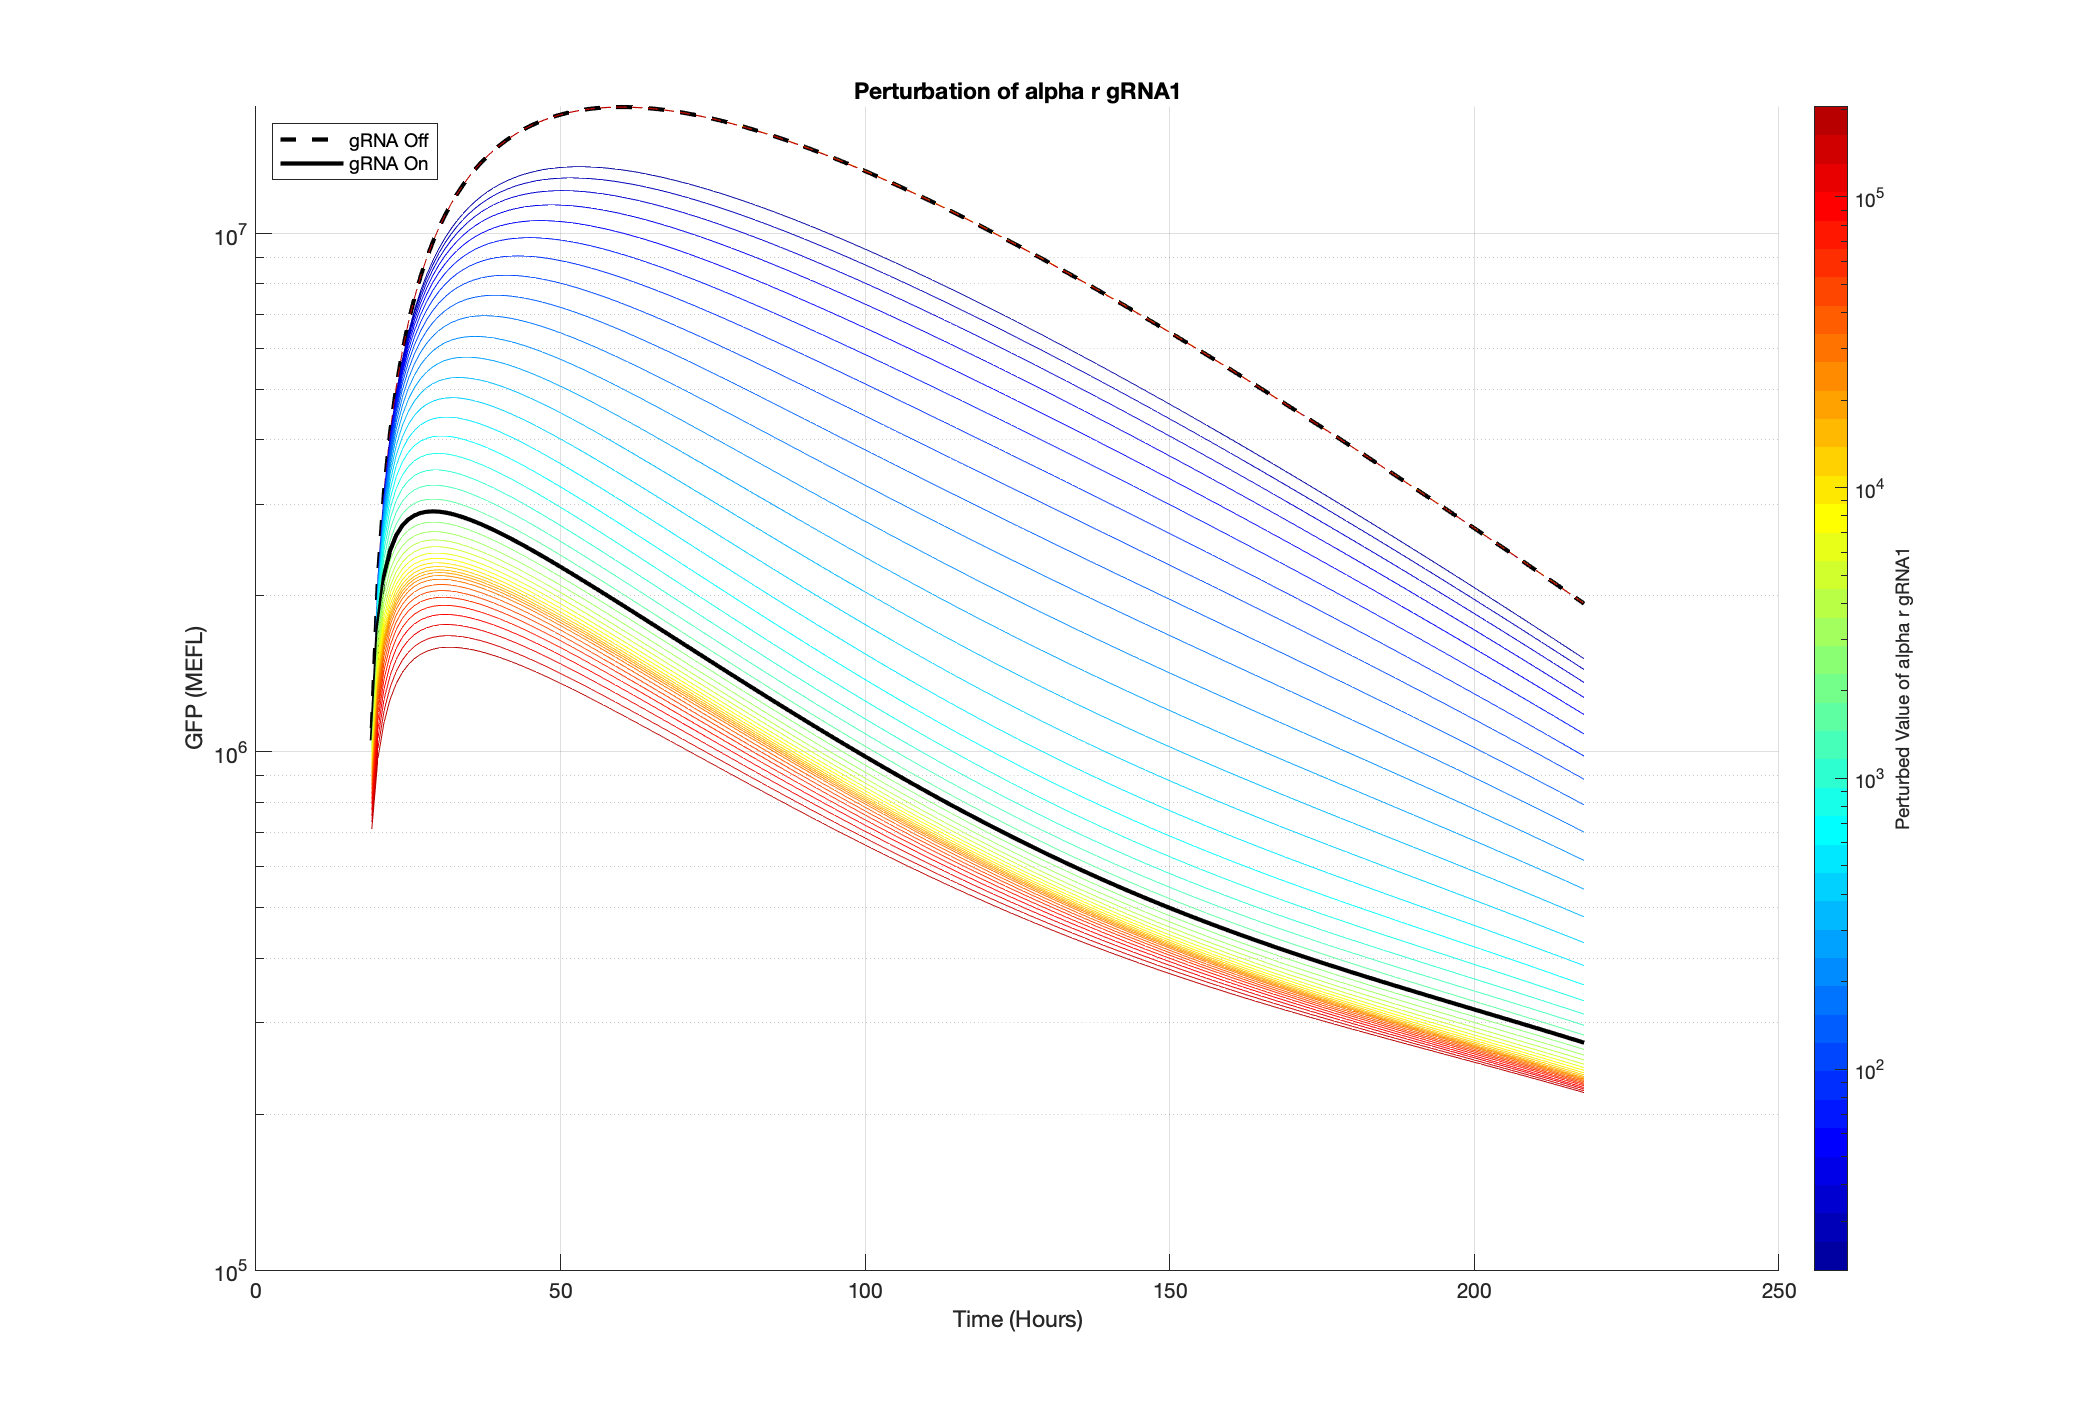 Perturbation of alpha r gRNA1
gRNA Off
gRNA On
10^7
10^6
10^5
GFP (MEFL)
0 50 100 150 200 250
Time (Hours)
10^5
10^4
10^3
10^2
Perturbed Value of alpha r gRNA1